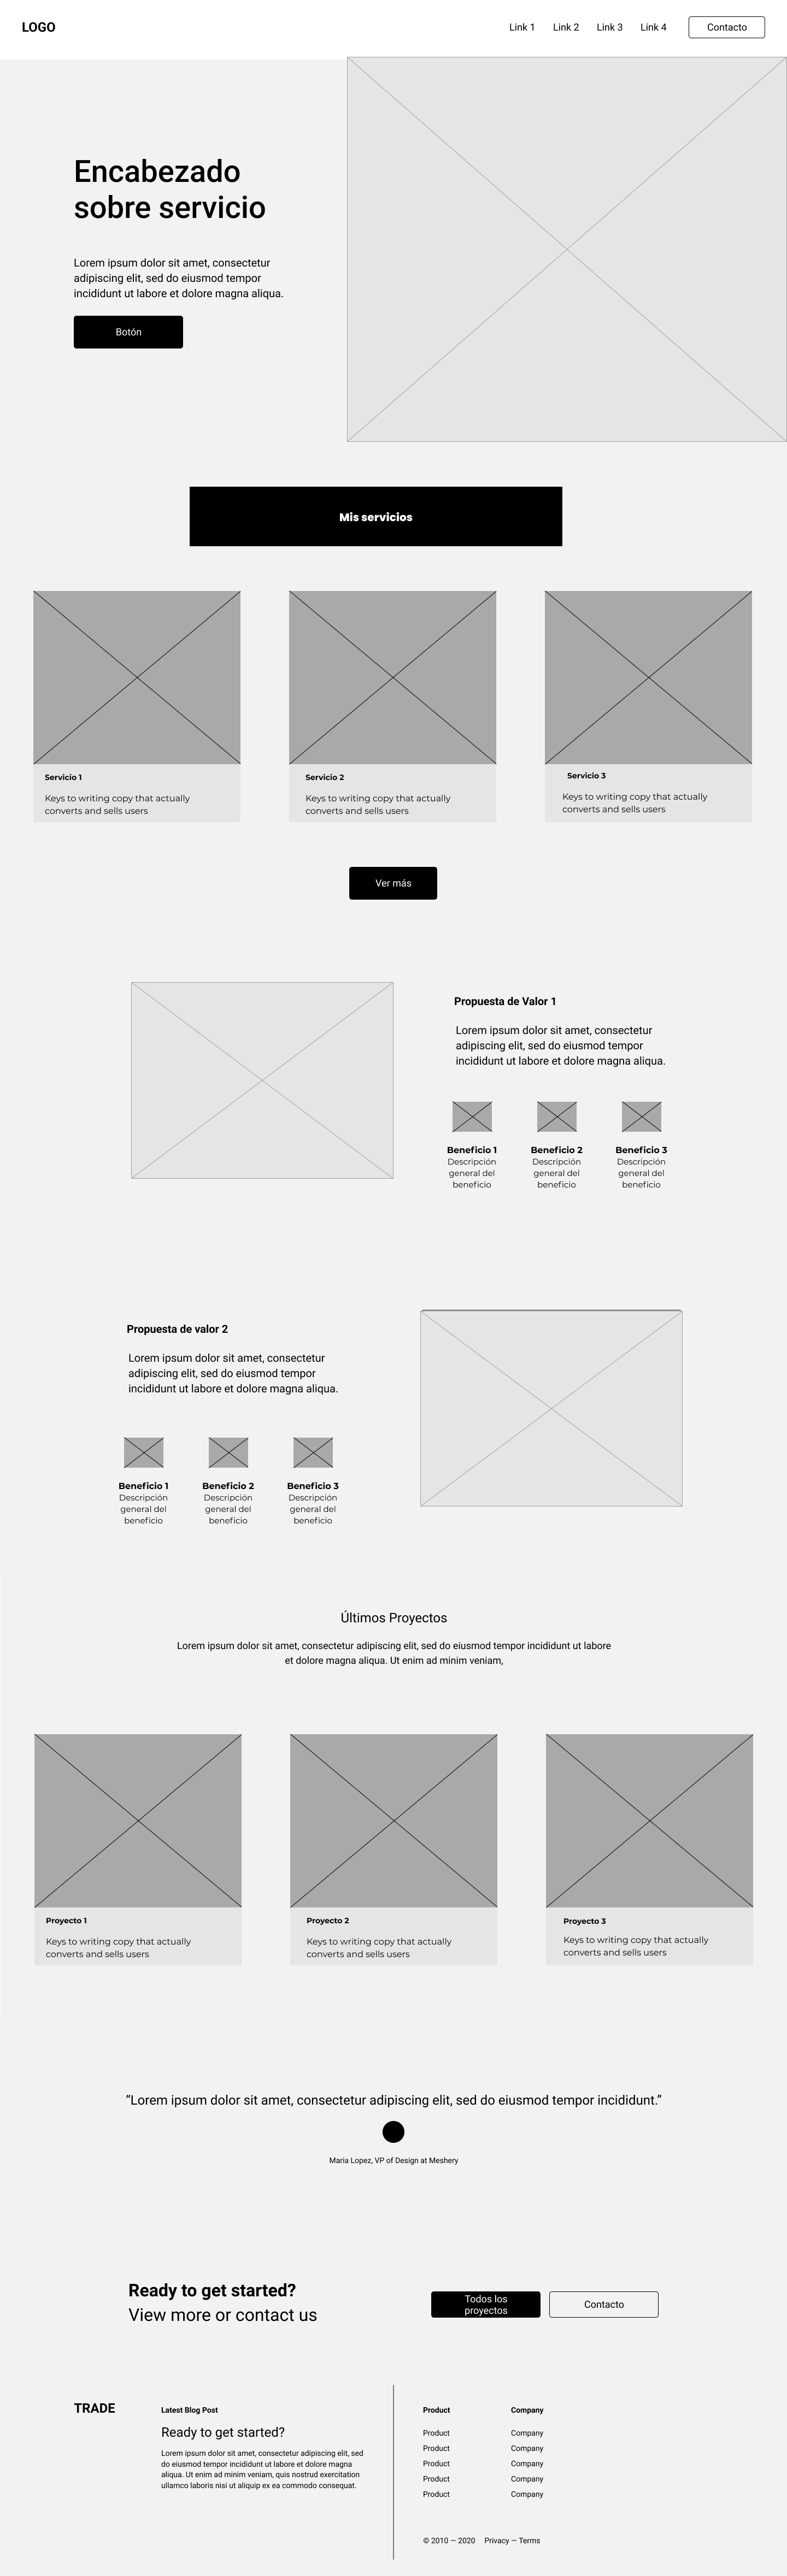 LOGO
Link 1 Link 2 Link 3 Link 4 Contacto
Encabezado
sobre servicio
Lorem ipsum dolor sit amet, consectetur
adipiscing elit, sed do eiusmod tempor
incididunt ut labore et dolore magna aliqua.
Botón
Mis servicios
Servicio 1
Keys to writing copy that actually
converts and sells users
Servicio 2
Keys to writing copy that actually
converts and sells users
Servicio 3
Keys to writing copy that actually
converts and sells users
Ver más
Propuesta de Valor 1
Lorem ipsum dolor sit amet, consectetur
adipiscing elit, sed do eiusmod tempor
incididunt ut labore et dolore magna aliqua.
Beneficio 1
Descripción
general del
beneficio
Beneficio 2
Descripción
general del
beneficio
Beneficio 3
Descripción
general del
beneficio
Propuesta de valor 2
Lorem ipsum dolor sit amet, consectetur
adipiscing elit, sed do eiusmod tempor
incididunt ut labore et dolore magna aliqua.
Beneficio 1
Descripción
general del
beneficio
Beneficio 2
Descripción
general del
beneficio
Beneficio 3
Descripción
general del
beneficio
Últimos Proyectos
Lorem ipsum dolor sit amet, consectetur adipiscing elit, sed do eiusmod tempor incididunt ut labore
et dolore magna aliqua. Ut enim ad minim veniam,
Proyecto 1
Keys to writing copy that actually
converts and sells users
Proyecto 2
Keys to writing copy that actually
converts and sells users
Proyecto 3
Keys to writing copy that actually
converts and sells users
“Lorem ipsum dolor sit amet, consectetur adipiscing elit, sed do eiusmod tempor incididunt.”
Maria Lopez, VP of Design at Meshery
Ready to get started?
View more or contact us
Todos los
proyectos
Contacto
TRADE
Latest Blog Post
Ready to get started?
Lorem ipsum dolor sit amet, consectetur adipiscing elit, sed
do eiusmod tempor incididunt ut labore et dolore magna
aliqua. Ut enim ad minim veniam, quis nostrud exercitation
ullamco laboris nisi ut aliquip ex ea commodo consequat.
Product
Product
Product
Product
Product
Product
Company
Company
Company
Company
Company
Company
© 2010 — 2020 Privacy — Terms